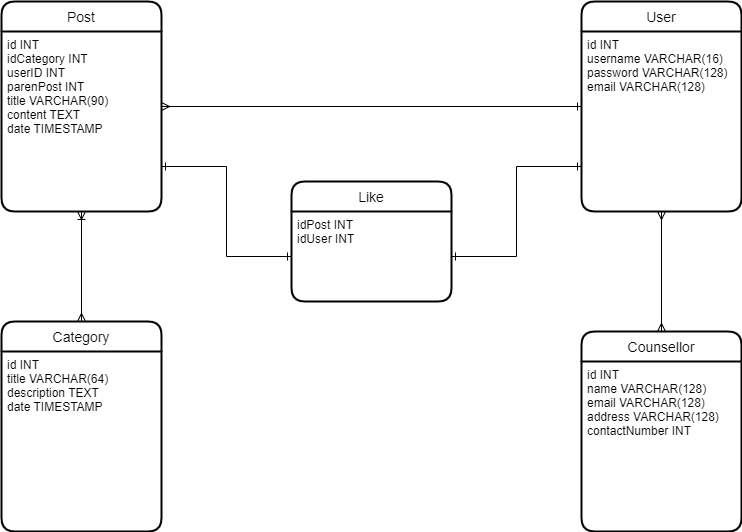 Post
id INT
idCategory INT
userID INT
parenPost INT
title VARCHAR(90)
content TEXT
date TIMESTAMP
User
id INT
username VARCHAR(16)
password VARCHAR(128)
email VARCHAR(128)
Like
idPost INT
idUser INT
Category
id INT
title VARCHAR(64)
description TEXT
date TIMESTAMP
Counsellor
id INT
name VARCHAR(128)
email VARCHAR(128)
address VARCHAR(128)
contactNumber INT